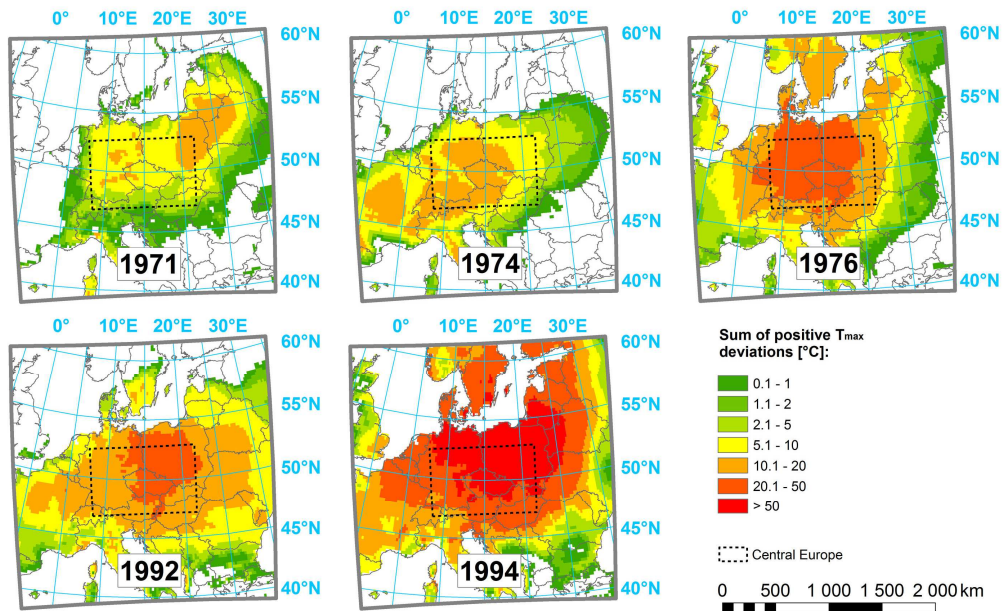 0° 10°E 20°E 30°E
60°N
55°N
50°N
45°N
40°N
1971
0° 10°E 20°E 30°E
60°N
55°N
50°N
45°N
40°N
1974
0° 10°E 20°E 30°E
60°N
55°N
50°N
45°N
40°N
1976
0° 10°E 20°E 30°E
60°N
55°N
50°N
45°N
40°N
1992
0° 10°E 20°E 30°E
60°N
55°N
50°N
45°N
40°N
1994
Sum of positive Tmax
deviations [°C]:
0.1 - 1
1.1 - 2
2.1 - 5
5.1 - 10
10.1 - 20
20.1 - 50
> 50
Central Europe
0 500 1 000 1 500 2 000 km